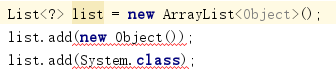 List<?> list = new ArrayList<Object>();
list.add(new Object());
list.add(System.class);